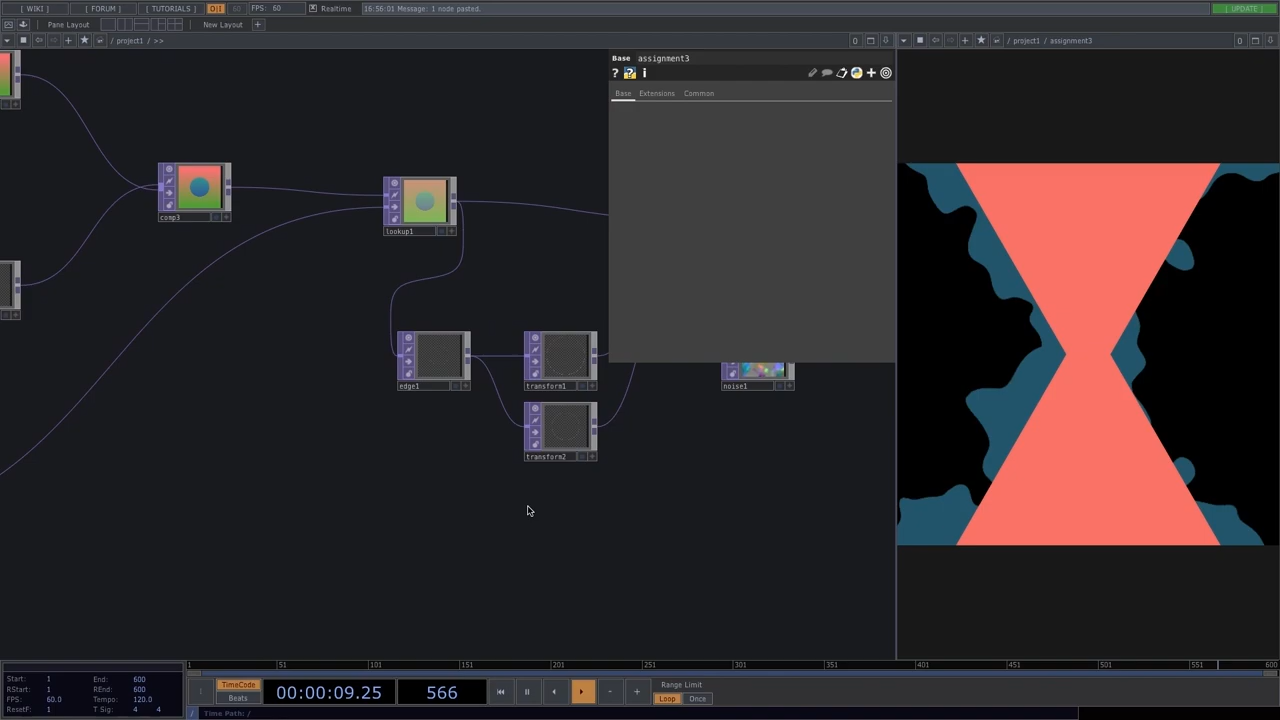 [ WIKI ] [ FORUM ] [ TUTORIALS ] O|I 60 FPS: 60 Realtime 16:56:01 Message: 1 node pasted. [ UPDATE ]
Pane Layout New Layout +
/ project1 / >> 0
/ project1 / assignment3 0
Base assignment3
? ? i
Base Extensions Common
comp3
lookup1
edge1
transform1
noise1
transform2
1 51 101 151 201 251 301 351 401 451 501 551 600
Start: 1 End: 600
RStart: 1 REnd: 600
FPS: 60.0 Tempo: 120.0
ResetF: 1 T Sig: 4 4
TimeCode
Beats
00:00:09.25 566
Range Limit
Loop Once
/ Time Path: /